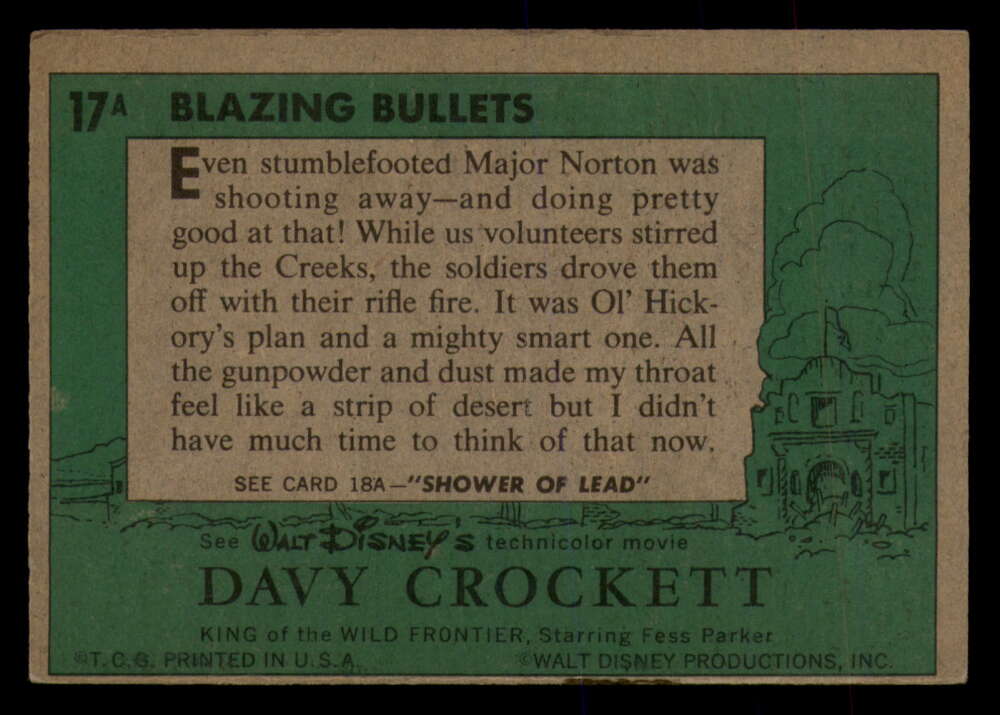 17A BLAZING BULLETS
Even stumblefooted Major Norton was
shooting away—and doing pretty
good at that! While us volunteers stirred
up the Creeks, the soldiers drove them
off with their rifle fire. It was Ol' Hick-
ory's plan and a mighty smart one. All
the gunpowder and dust made my throat
feel like a strip of desert but I didn't
have much time to think of that now.
SEE CARD 18A—"SHOWER OF LEAD"
See WALT DISNEY'S technicolor movie
DAVY CROCKETT
KING of the WILD FRONTIER, Starring Fess Parker
©T.C.G. PRINTED IN U.S.A. ©WALT DISNEY PRODUCTIONS, INC.